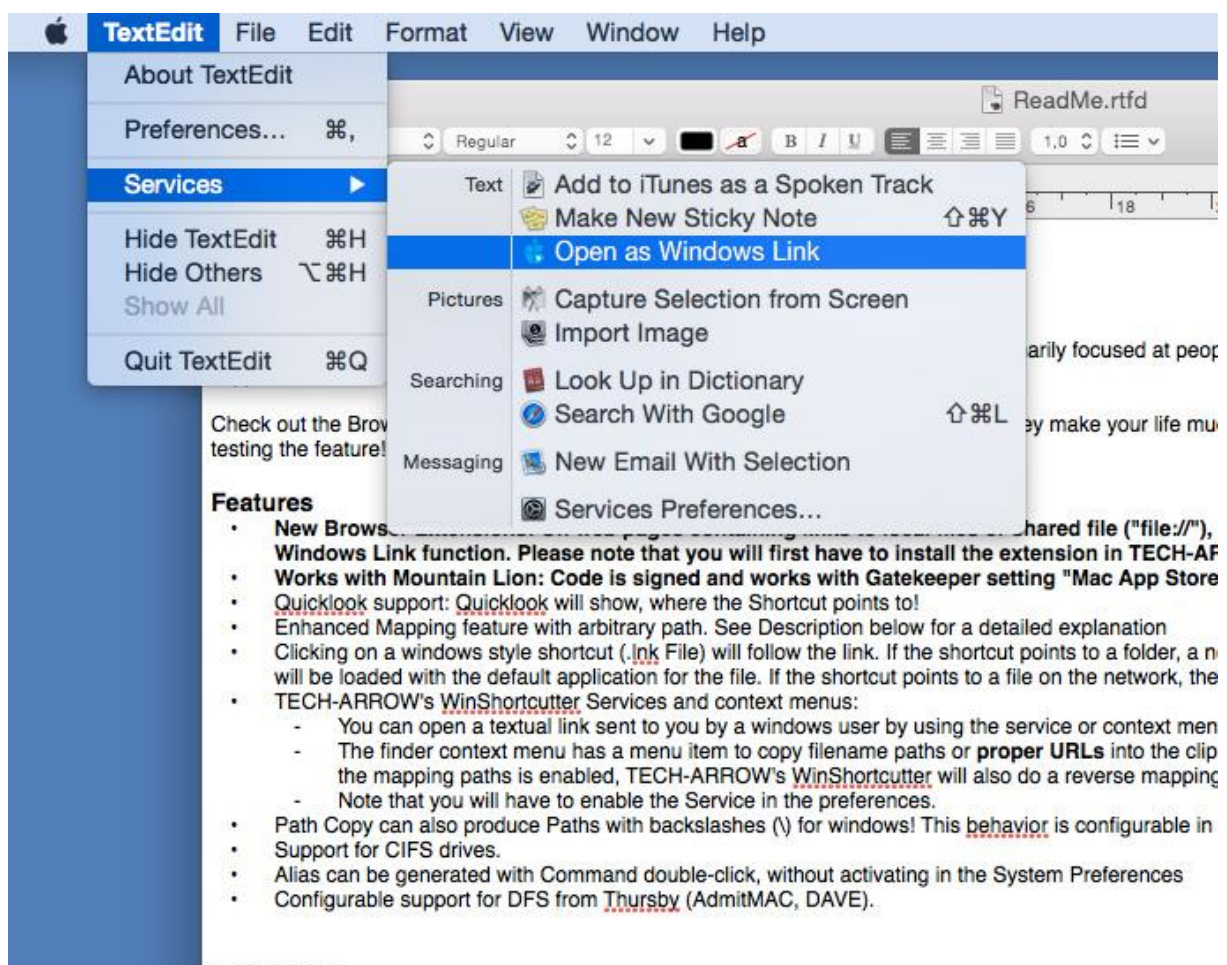 TextEdit File Edit Format View Window Help
About TextEdit
Preferences... ⌘,
Services ▶
Hide TextEdit ⌘H
Hide Others ⌥⌘H
Show All
Quit TextEdit ⌘Q
ReadMe.rtfd
Regular 12 a B I U 1,0
18
Text Add to iTunes as a Spoken Track
Make New Sticky Note ⇧⌘Y
Open as Windows Link
Pictures Capture Selection from Screen
Import Image
Searching Look Up in Dictionary
Search With Google ⇧⌘L
Messaging New Email With Selection
Services Preferences...
arily focused at peop
Check out the Brow ey make your life mu
testing the feature!
Features
• New Brows shared file ("file://"),
Windows Link function. Please note that you will first have to install the extension in TECH-AR
• Works with Mountain Lion: Code is signed and works with Gatekeeper setting "Mac App Store
• Quicklook support: Quicklook will show, where the Shortcut points to!
• Enhanced Mapping feature with arbitrary path. See Description below for a detailed explanation
• Clicking on a windows style shortcut (.lnk File) will follow the link. If the shortcut points to a folder, a n
will be loaded with the default application for the file. If the shortcut points to a file on the network, the
• TECH-ARROW's WinShortcutter Services and context menus:
- You can open a textual link sent to you by a windows user by using the service or context men
- The finder context menu has a menu item to copy filename paths or proper URLs into the clip
the mapping paths is enabled, TECH-ARROW's WinShortcutter will also do a reverse mapping
- Note that you will have to enable the Service in the preferences.
• Path Copy can also produce Paths with backslashes (\) for windows! This behavior is configurable in
• Support for CIFS drives.
• Alias can be generated with Command double-click, without activating in the System Preferences
• Configurable support for DFS from Thursby (AdmitMAC, DAVE).